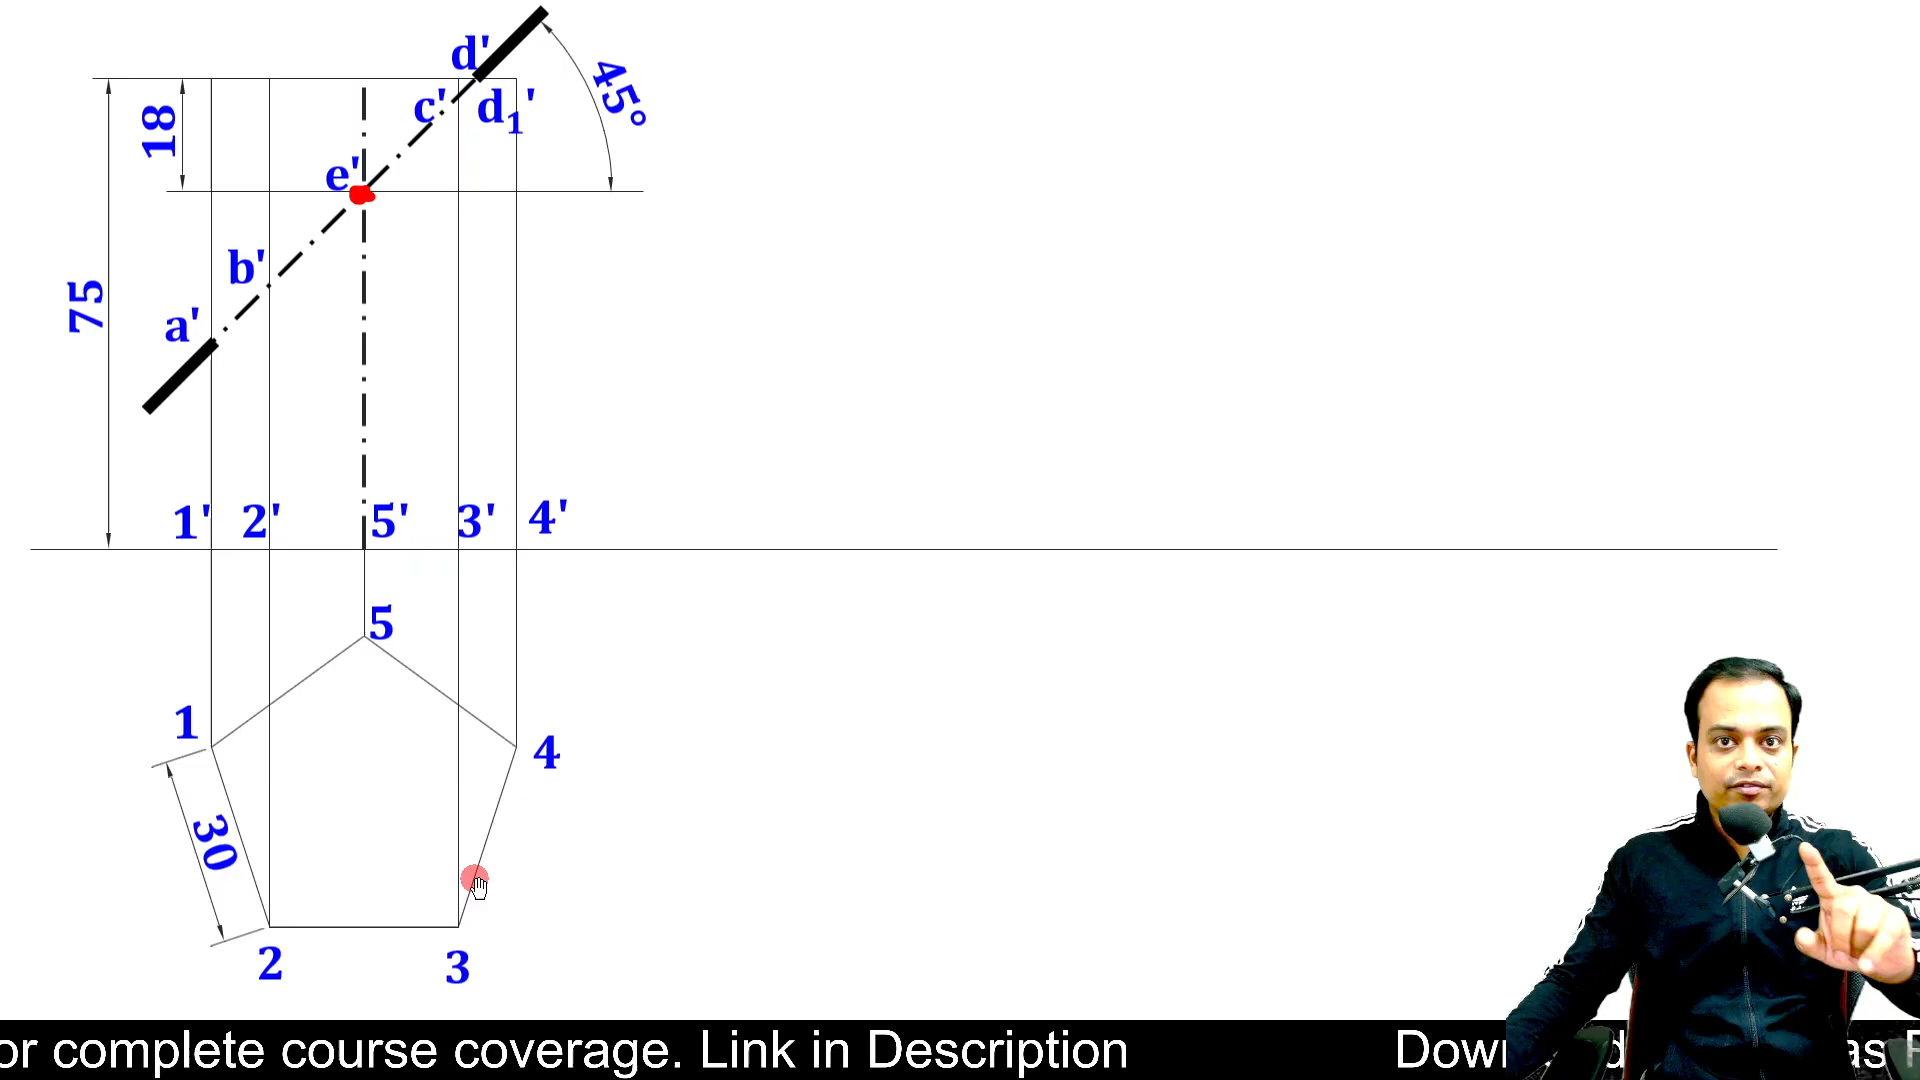 d'
45°
18
c'
d₁'
e'
b'
75
a'
1'
2'
5'
3'
4'
5
1
4
30
2
3
or complete course coverage. Link in Description